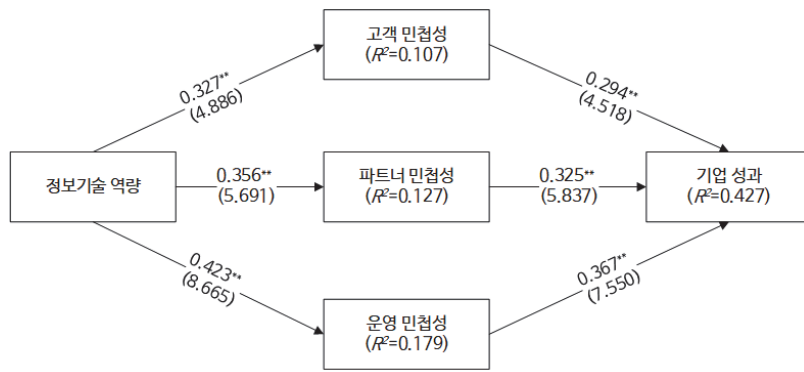 고객 민첩성
(R²=0.107)
0.327**
(4.886)
0.294**
(4.518)
정보기술 역량
0.356**
(5.691)
파트너 민첩성
(R²=0.127)
0.325**
(5.837)
기업 성과
(R²=0.427)
0.423**
(8.665)
0.367**
(7.550)
운영 민첩성
(R²=0.179)